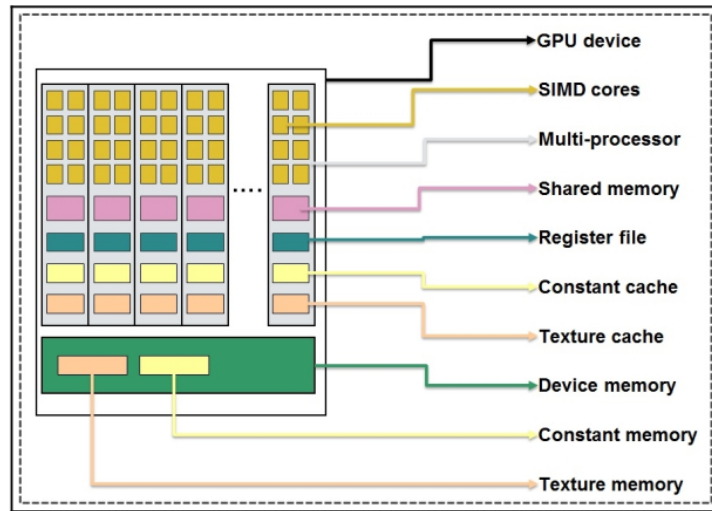 GPU device
SIMD cores
Multi-processor
Shared memory
Register file
Constant cache
Texture cache
Device memory
Constant memory
Texture memory